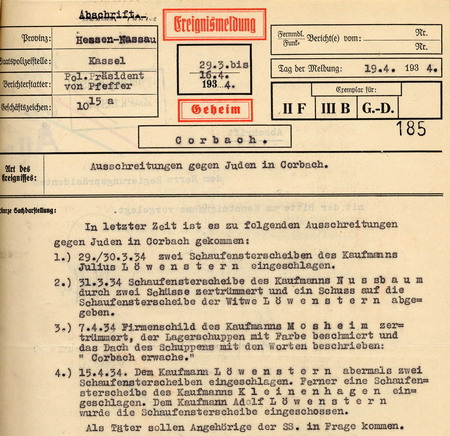 Abschrift.
Ereignismeldung
Provinz: Hessen-Nassau
Staatspolizeistelle: Kassel
Berichterstatter: Pol.Präsident
von Pfeffer
Geschäftszeichen: 10 15 a
29.3.bis
16.4.
193 4.
Geheim
Fernmdl. Bericht(e) vom: Nr.
Funk- Nr.
Tag der Meldung: 19.4. 193 4.
Exemplar für:
II F III B G.-D.
185
Corbach.
Art des
Ereignisses:
Ausschreitungen gegen Juden in Corbach.
Kurze Sachdarstellung:
In letzter Zeit ist es zu folgenden Ausschreitungen
gegen Juden in Corbach gekommen:
1.) 29./30.3.34 zwei Schaufensterscheiben des Kaufmanns
Julius Löwenstern eingeschlagen.
2.) 31.3.34 Schaufensterscheibe des Kaufmanns Nussbaum
durch zwei Schüsse zertrümmert und ein Schuss auf die
Schaufensterscheibe der Witwe Löwenstern abge=
geben.
3.) 7.4.34 Firmenschild des Kaufmanns Mosheim zer=
trümmert, der Lagerschuppen mit Farbe beschmiert und
das Dach des Schuppens mit den Worten beschrieben:
" Corbach erwache."
4.) 15.4.34. Dem Kaufmann Löwenstern abermals zwei
Schaufensterscheiben eingeschlagen. Ferner eine Schaufen=
sterscheibe des Kaufmanns Kleinenhagen ein=
geschlagen. Dem Kaufmann Adolf Löwenstern
wurde die Schaufensterscheibe eingeschossen.
Als Täter sollen Angehörige der SS. in Frage kommen.